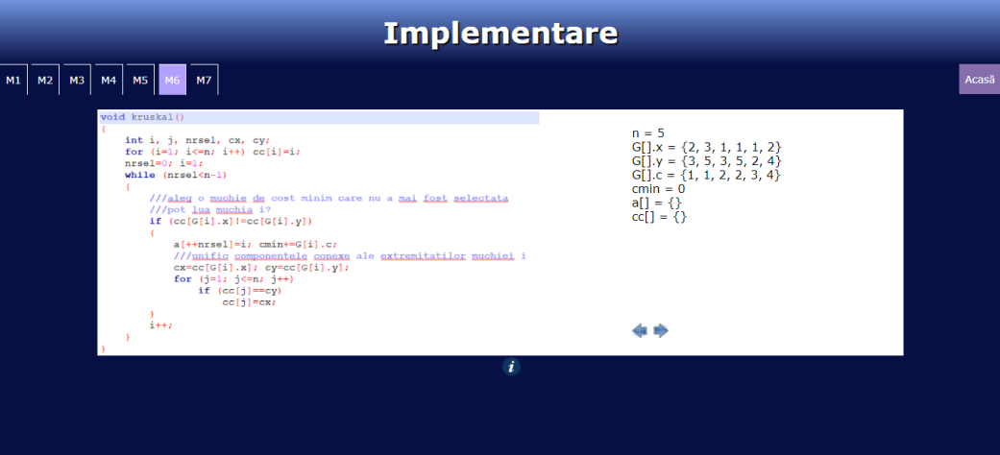 Implementare
M1 M2 M3 M4 M5 M6 M7 Acasă
void kruskal()
{
int i, j, nrsel, cx, cy;
for (i=1; i<=n; i++) cc[i]=i;
nrsel=0; i=1;
while (nrsel<n-1)
{
///aleg o muchie de cost minim care nu a mai fost selectata
///pot lua muchia i?
if (cc[G[i].x]!=cc[G[i].y])
{
a[++nrsel]=i; cmin+=G[i].c;
///unific componentele conexe ale extremitatilor muchiei i
cx=cc[G[i].x]; cy=cc[G[i].y];
for (j=1; j<=n; j++)
if (cc[j]==cy)
cc[j]=cx;
}
i++;
}
}
n = 5
G[].x = {2, 3, 1, 1, 1, 2}
G[].y = {3, 5, 3, 5, 2, 4}
G[].c = {1, 1, 2, 2, 3, 4}
cmin = 0
a[] = {}
cc[] = {}
i